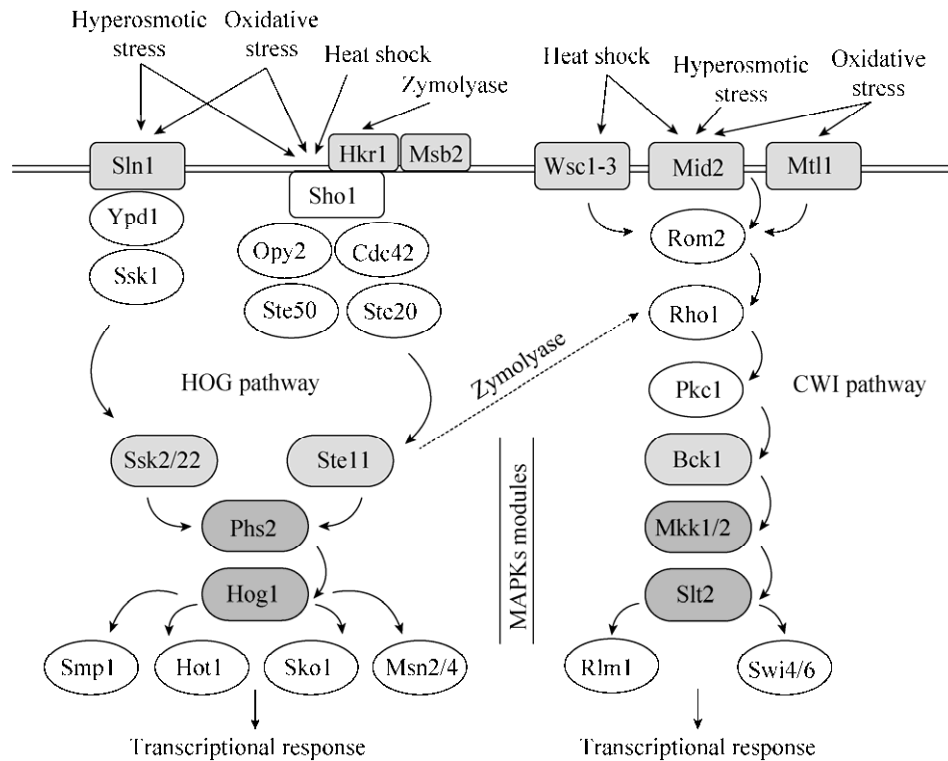 Hyperosmotic
stress
Oxidative
stress
Heat shock
Zymolyase
Heat shock
Hyperosmotic
stress
Oxidative
stress
Sln1
Hkr1
Msb2
Wsc1-3
Mid2
Mtl1
Ypd1
Sho1
Ssk1
Opy2
Cdc42
Rom2
Ste50
Ste20
Rho1
Zymolyase
HOG pathway
Pkc1
CWI pathway
Ssk2/22
Ste11
MAPKs modules
Bck1
Phs2
Mkk1/2
Hog1
Slt2
Smp1
Hot1
Sko1
Msn2/4
Rlm1
Swi4/6
Transcriptional response
Transcriptional response